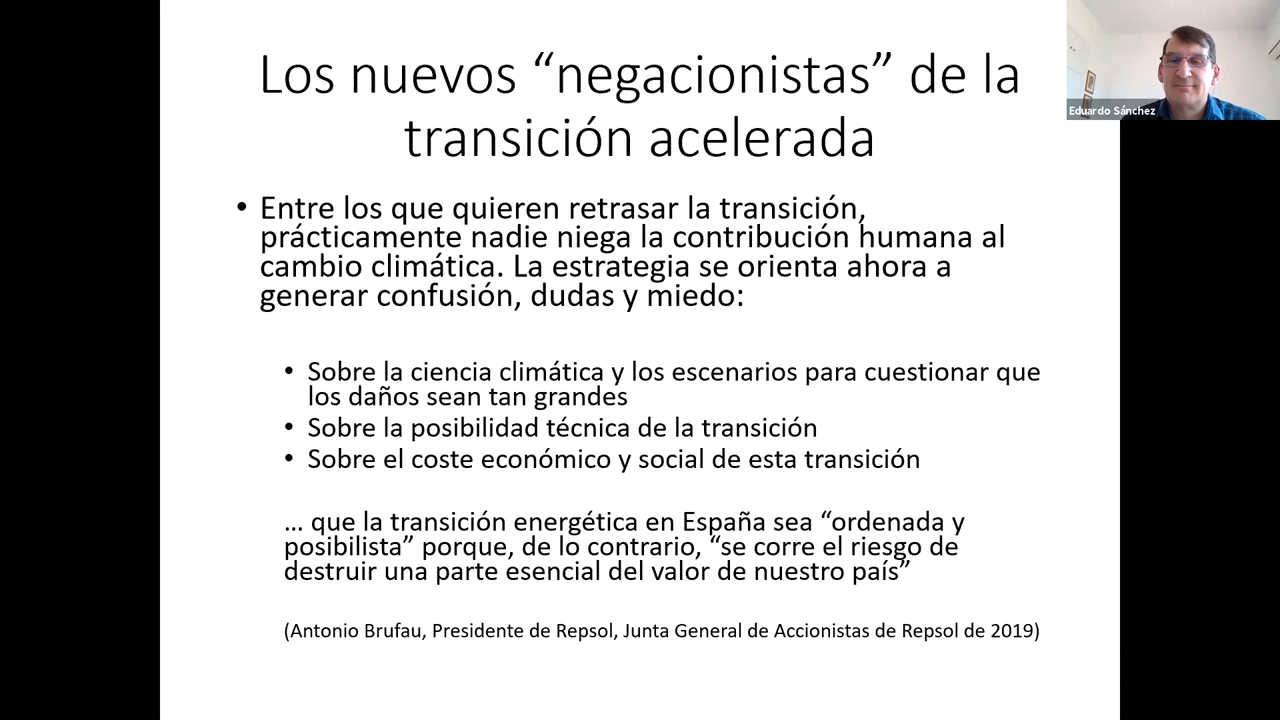 Los nuevos “negacionistas” de la
transición acelerada
• Entre los que quieren retrasar la transición,
prácticamente nadie niega la contribución humana al
cambio climática. La estrategia se orienta ahora a
generar confusión, dudas y miedo:
• Sobre la ciencia climática y los escenarios para cuestionar que
los daños sean tan grandes
• Sobre la posibilidad técnica de la transición
• Sobre el coste económico y social de esta transición
… que la transición energética en España sea “ordenada y
posibilista” porque, de lo contrario, “se corre el riesgo de
destruir una parte esencial del valor de nuestro país”
(Antonio Brufau, Presidente de Repsol, Junta General de Accionistas de Repsol de 2019)
Eduardo Sánchez